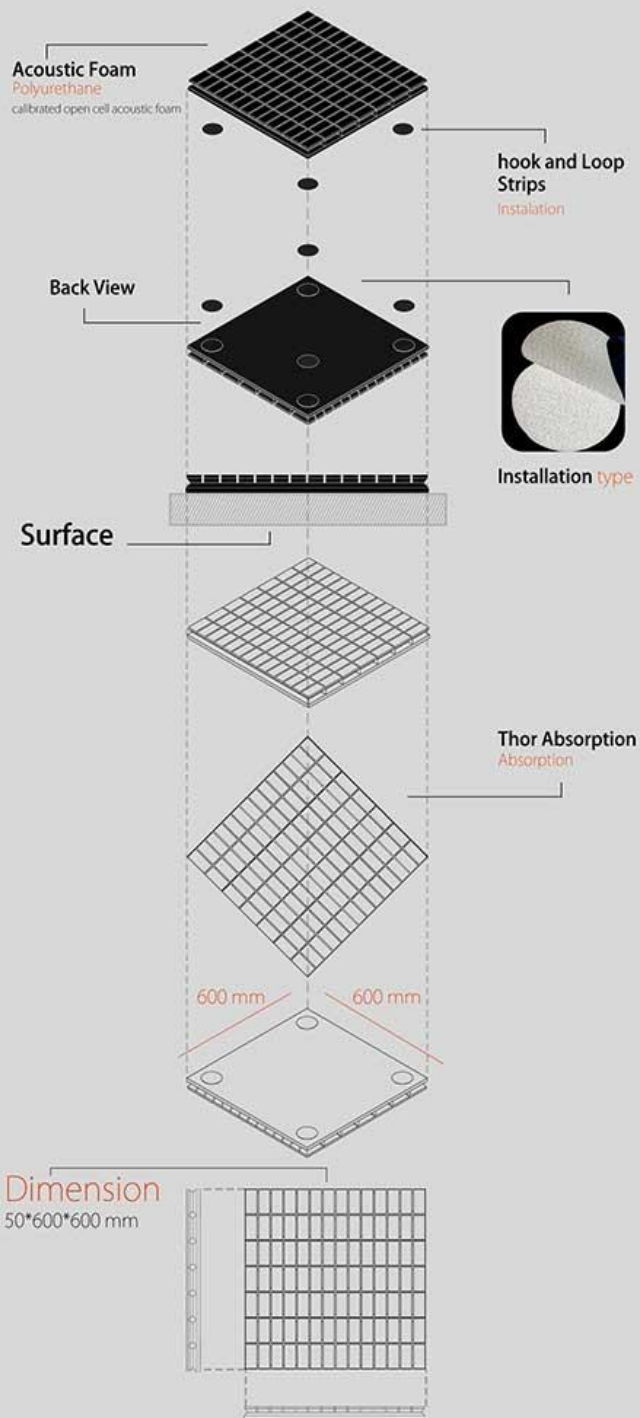 Acoustic Foam
Polyurethane
calibrated open cell acoustic foam
hook and Loop
Strips
Instalation
Back View
Installation type
Surface
Thor Absorption
Absorption
600 mm
600 mm
Dimension
50*600*600 mm